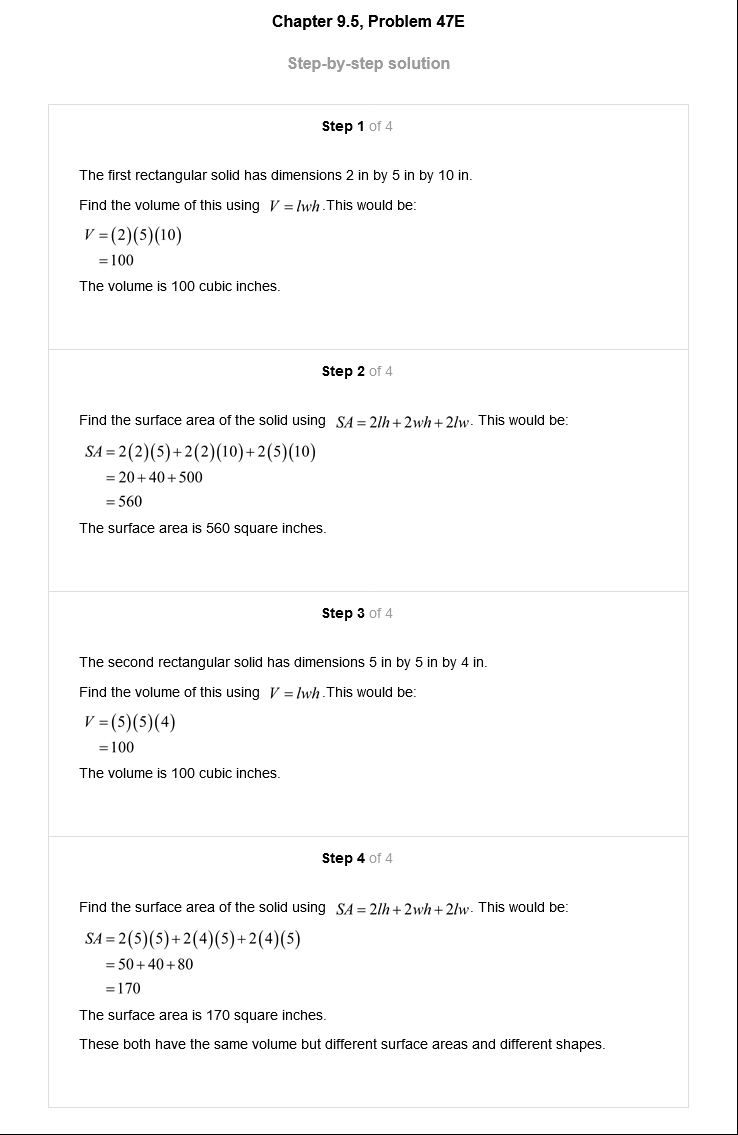 Chapter 9.5, Problem 47E
Step-by-step solution
Step 1 of 4
The first rectangular solid has dimensions 2 in by 5 in by 10 in.
Find the volume of this using V = lwh.This would be:
V = (2)(5)(10)
= 100
The volume is 100 cubic inches.
Step 2 of 4
Find the surface area of the solid using SA = 2lh + 2wh + 2lw. This would be:
SA = 2(2)(5) + 2(2)(10) + 2(5)(10)
= 20 + 40 + 500
= 560
The surface area is 560 square inches.
Step 3 of 4
The second rectangular solid has dimensions 5 in by 5 in by 4 in.
Find the volume of this using V = lwh.This would be:
V = (5)(5)(4)
= 100
The volume is 100 cubic inches.
Step 4 of 4
Find the surface area of the solid using SA = 2lh + 2wh + 2lw. This would be:
SA = 2(5)(5) + 2(4)(5) + 2(4)(5)
= 50 + 40 + 80
= 170
The surface area is 170 square inches.
These both have the same volume but different surface areas and different shapes.